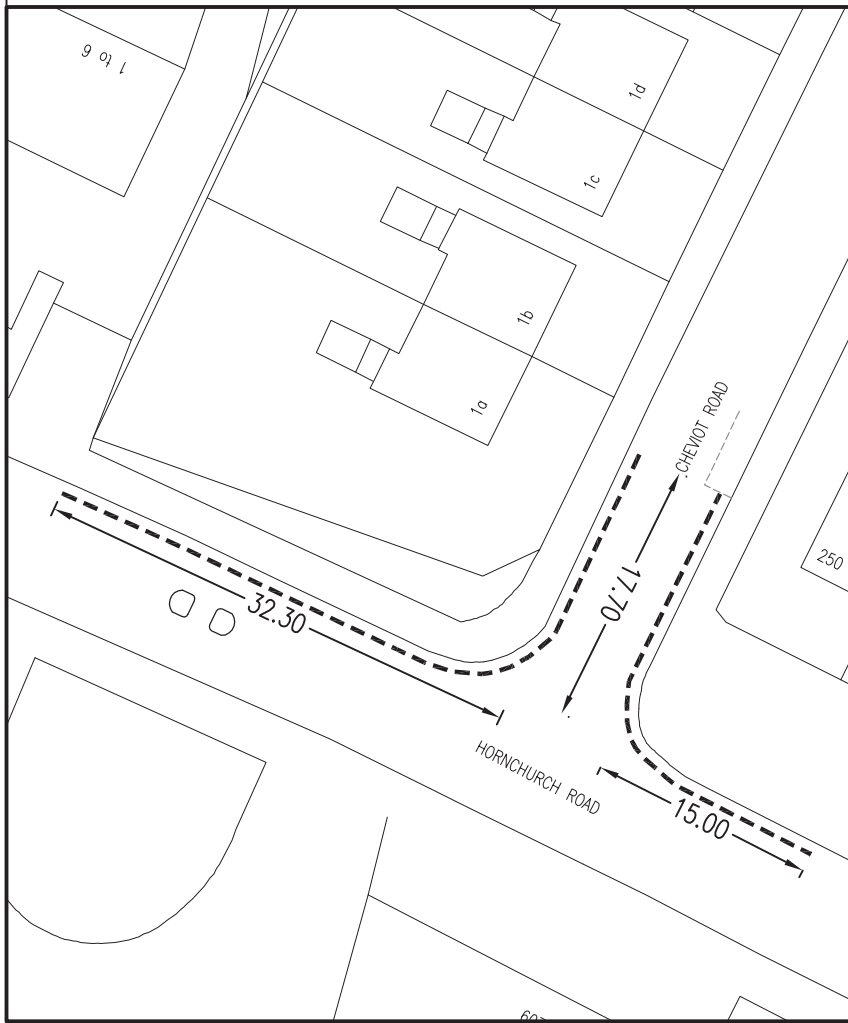 1 to 6
1d
1c
1b
1a
CHEVIOT ROAD
250
17.70
32.30
HORNCHURCH ROAD
15.00